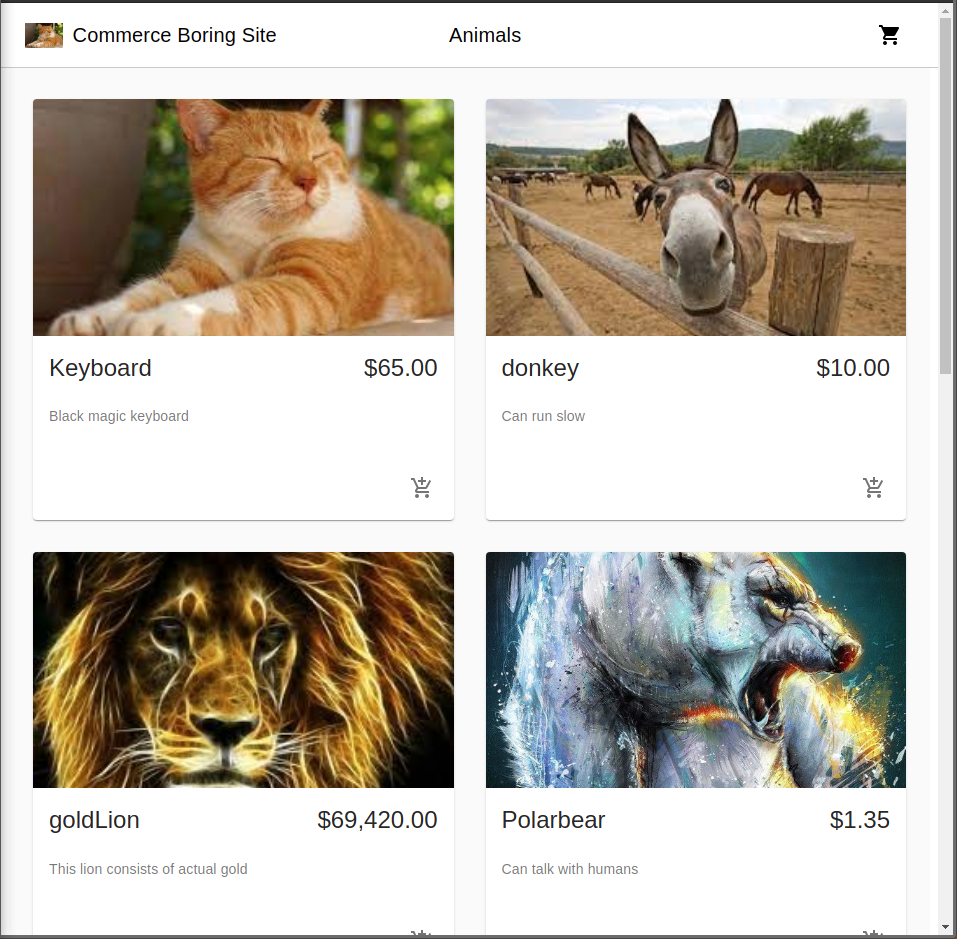 Commerce Boring Site
Animals
Keyboard $65.00
Black magic keyboard
donkey $10.00
Can run slow
goldLion $69,420.00
This lion consists of actual gold
Polarbear $1.35
Can talk with humans